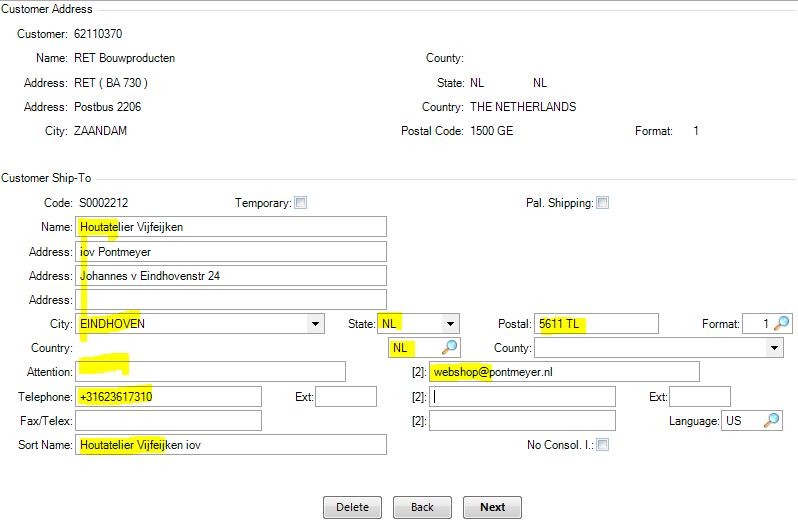 Customer Address
Customer: 62110370
Name: RET Bouwproducten County:
Address: RET ( BA 730 ) State: NL NL
Address: Postbus 2206 Country: THE NETHERLANDS
City: ZAANDAM Postal Code: 1500 GE Format: 1
Customer Ship-To
Code: S0002212 Temporary: Pal. Shipping:
Name: Houtatelier Vijfeijken
Address: iov Pontmeyer
Address: Johannes v Eindhovenstr 24
Address:
City: EINDHOVEN State: NL Postal: 5611 TL Format: 1
Country: NL County:
Attention: [2]: webshop@pontmeyer.nl
Telephone: +31623617310 Ext: [2]: Ext:
Fax/Telex: [2]: Language: US
Sort Name: Houtatelier Vijfeijken iov No Consol. I.:
Delete Back Next